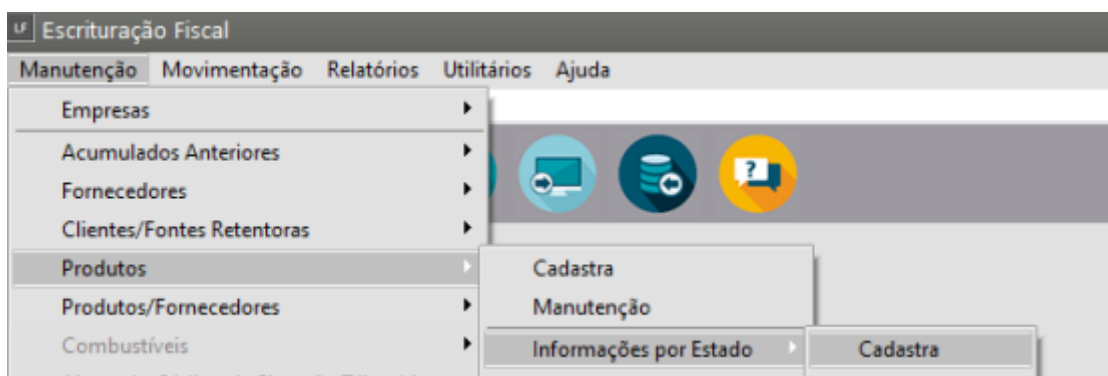 LF Escrituração Fiscal
Manutenção Movimentação Relatórios Utilitários Ajuda
Empresas
Acumulados Anteriores
Fornecedores
Clientes/Fontes Retentoras
Produtos
Cadastra
Produtos/Fornecedores
Manutenção
Combustíveis
Informações por Estado
Cadastra